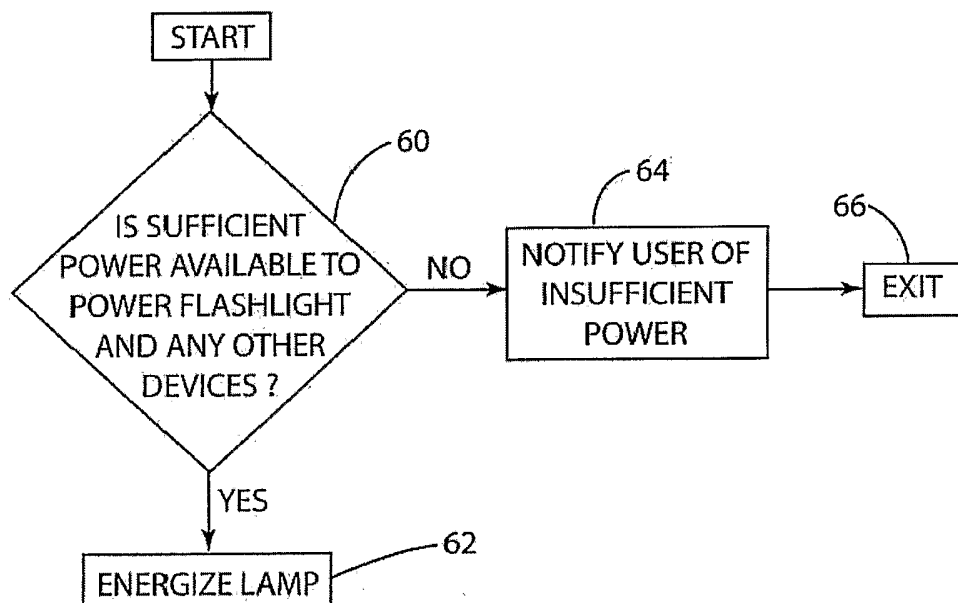 START
60
IS SUFFICIENT
POWER AVAILABLE TO
POWER FLASHLIGHT
AND ANY OTHER
DEVICES ?
NO
64
NOTIFY USER OF
INSUFFICIENT
POWER
66
EXIT
YES
62
ENERGIZE LAMP